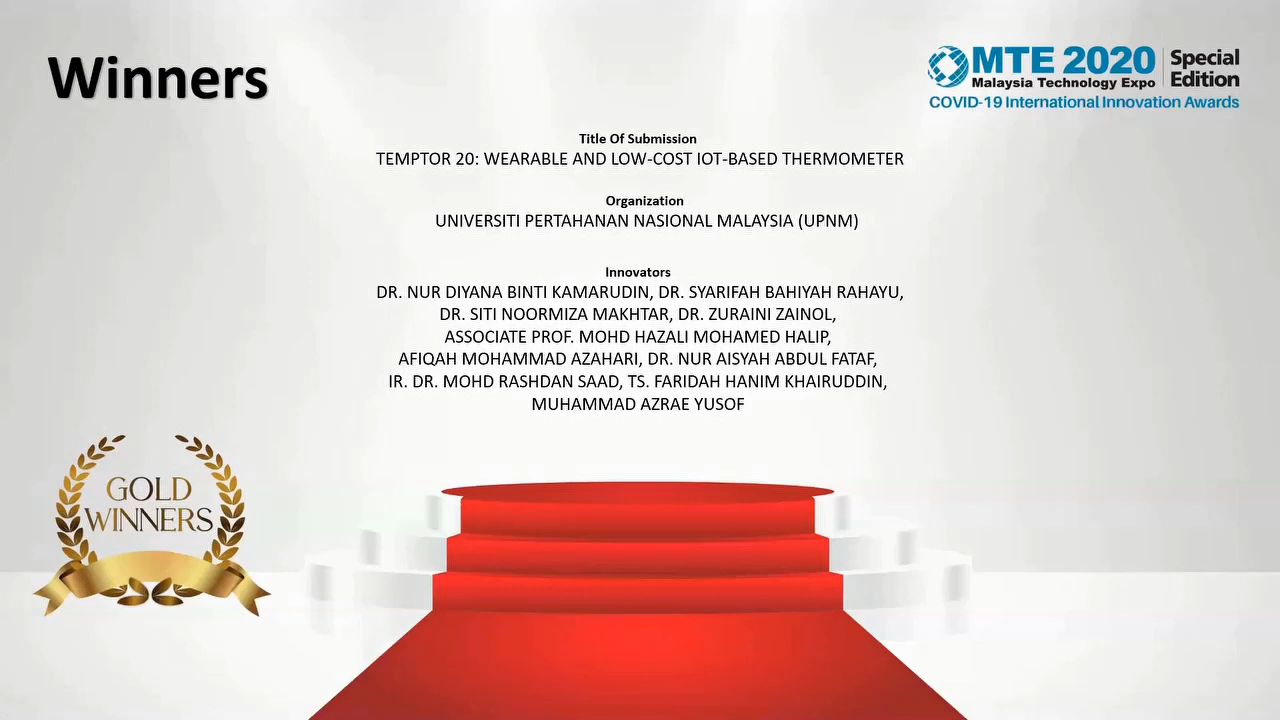 Winners
MTE 2020
Malaysia Technology Expo
Special
Edition
COVID-19 International Innovation Awards
Title Of Submission
TEMPTOR 20: WEARABLE AND LOW-COST IOT-BASED THERMOMETER
Organization
UNIVERSITI PERTAHANAN NASIONAL MALAYSIA (UPNM)
Innovators
DR. NUR DIYANA BINTI KAMARUDIN, DR. SYARIFAH BAHIYAH RAHAYU,
DR. SITI NOORMIZA MAKHTAR, DR. ZURAINI ZAINOL,
ASSOCIATE PROF. MOHD HAZALI MOHAMED HALIP,
AFIQAH MOHAMMAD AZAHARI, DR. NUR AISYAH ABDUL FATAF,
IR. DR. MOHD RASHDAN SAAD, TS. FARIDAH HANIM KHAIRUDDIN,
MUHAMMAD AZRAE YUSOF
GOLD
WINNERS